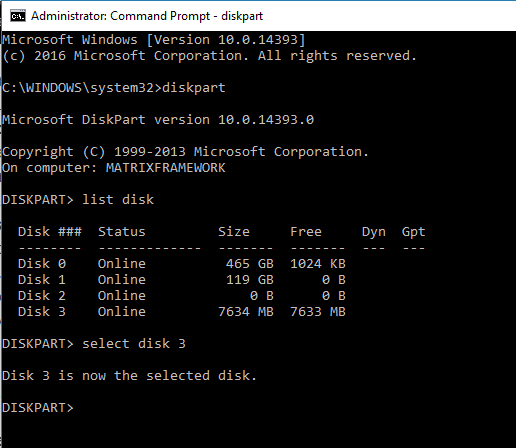 Administrator: Command Prompt - diskpart
Microsoft Windows [Version 10.0.14393]
(c) 2016 Microsoft Corporation. All rights reserved.
C:\WINDOWS\system32>diskpart
Microsoft DiskPart version 10.0.14393.0
Copyright (C) 1999-2013 Microsoft Corporation.
On computer: MATRIXFRAMEWORK
DISKPART> list disk
  Disk ###  Status         Size     Free     Dyn  Gpt
  --------  -------------  -------  -------  ---  ---
  Disk 0    Online          465 GB  1024 KB
  Disk 1    Online          119 GB      0 B
  Disk 2    Online             0 B      0 B
  Disk 3    Online         7634 MB  7633 MB
DISKPART> select disk 3
Disk 3 is now the selected disk.
DISKPART>